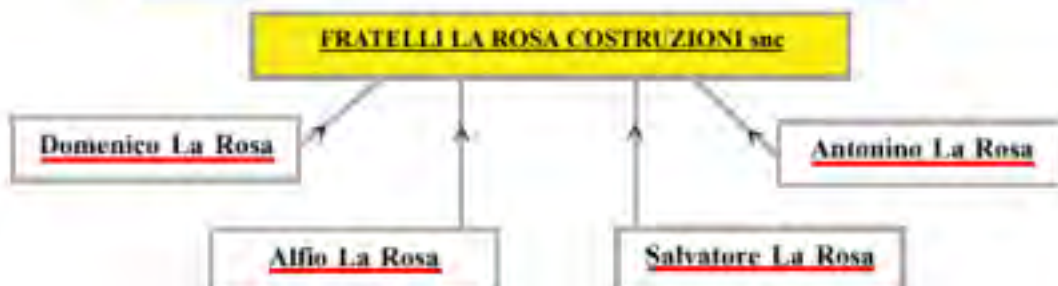 FRATELLI LA ROSA COSTRUZIONI snc
Domenico La Rosa
Antonino La Rosa
Alfio La Rosa
Salvatore La Rosa